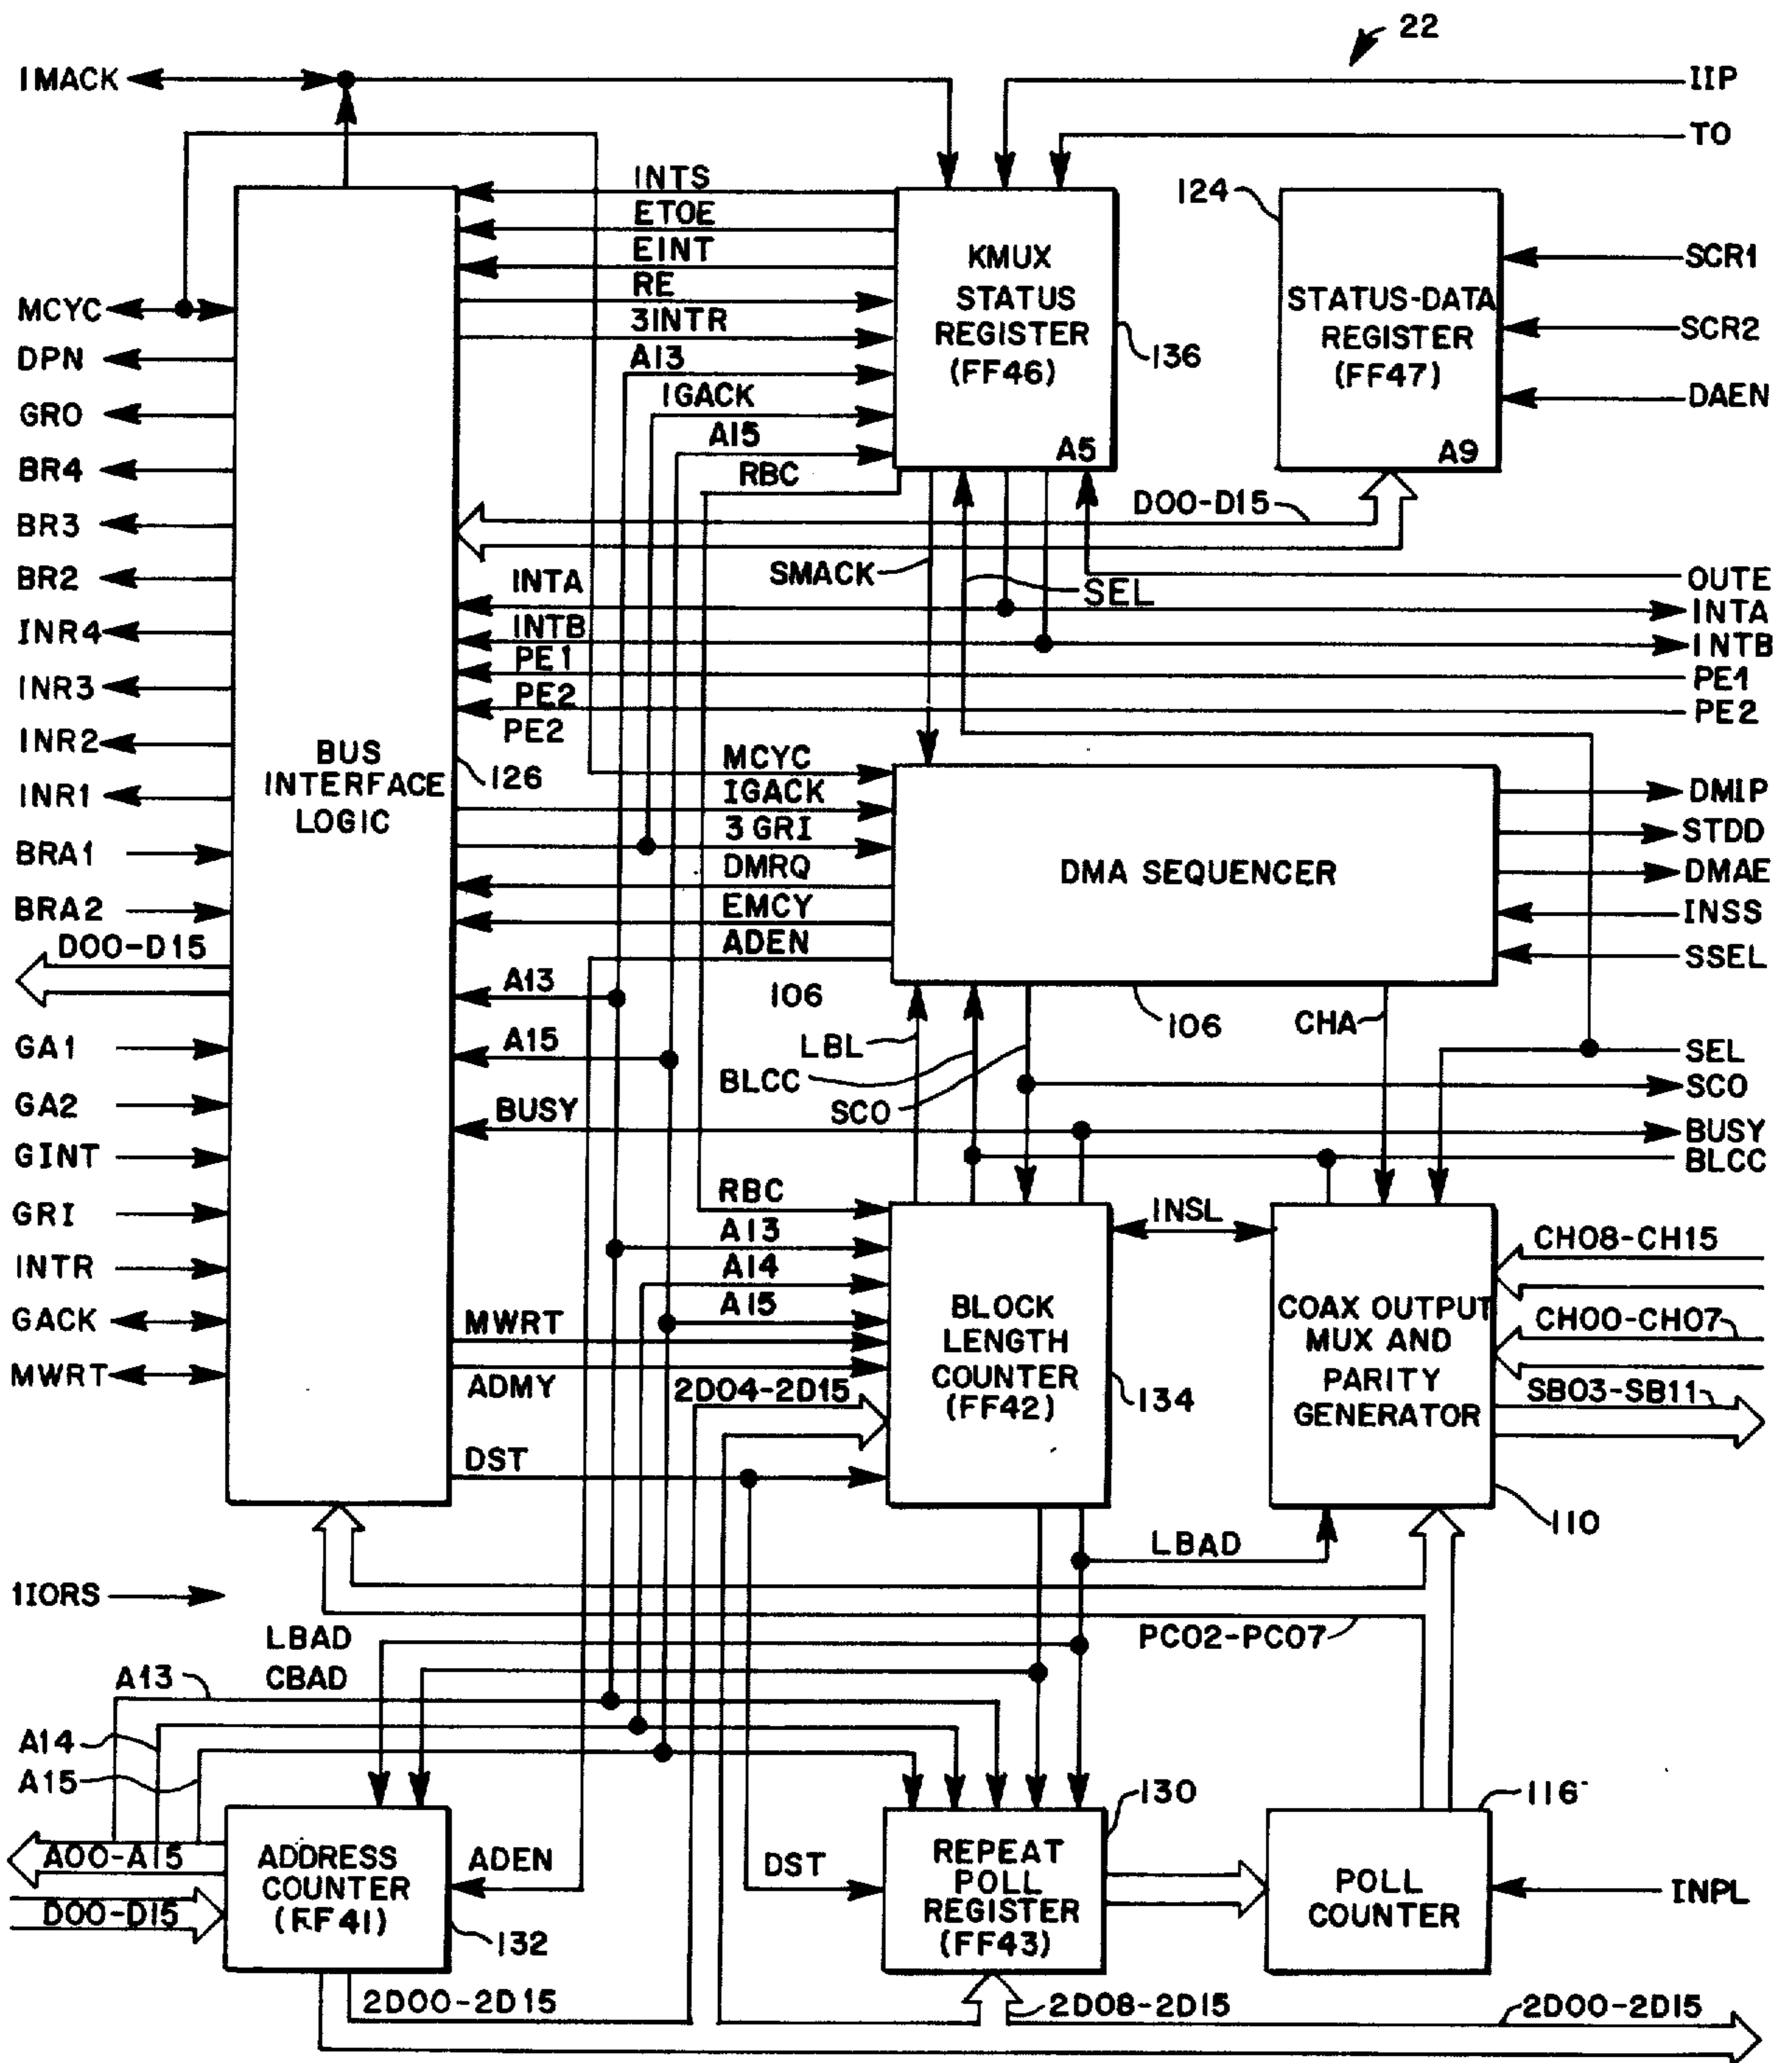 22
IMACK
IIP
TO
MCYC
DPN
GRO
BR4
BR3
BR2
INR4
INR3
INR2
INR1
BRA1
BRA2
D00-D15
GA1
GA2
GINT
GRI
INTR
GACK
MWRT
1IORS
BUS
INTERFACE
LOGIC
126
INTS
ETOE
EINT
RE
3INTR
A13
IGACK
A15
RBC
KMUX
STATUS
REGISTER
(FF46)
A5
136
124
STATUS-DATA
REGISTER
(FF47)
A9
SCR1
SCR2
DAEN
D00-D15
SMACK
SEL
OUTE
INTA
INTA
INTB
INTB
PE1
PE1
PE2
PE2
PE2
MCYC
IGACK
3 GRI
DMRQ
EMCY
ADEN
DMA SEQUENCER
106
106
DMIP
STDD
DMAE
INSS
SSEL
A13
A15
BUSY
LBL
BLCC
SCO
CHA
SEL
SCO
BUSY
BLCC
RBC
A13
A14
A15
MWRT
ADMY
2D04-2D15
DST
BLOCK
LENGTH
COUNTER
(FF42)
134
INSL
COAX OUTPUT
MUX AND
PARITY
GENERATOR
110
CH08-CH15
CH00-CH07
SB03-SB11
LBAD
PC02-PC07
LBAD
CBAD
A13
A14
A15
A00-A15
D00-D15
ADDRESS
COUNTER
(FF41)
132
ADEN
DST
REPEAT
POLL
REGISTER
(FF43)
130
POLL
COUNTER
116
INPL
2D00-2D15
2D08-2D15
2D00-2D15